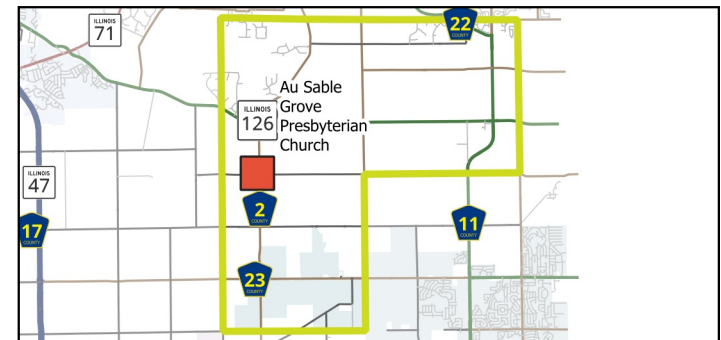 ILLINOIS
71
22
COUNTY
Au Sable
Grove
Presbyterian
Church
ILLINOIS
126
ILLINOIS
47
2
COUNTY
17
COUNTY
11
COUNTY
23
COUNTY